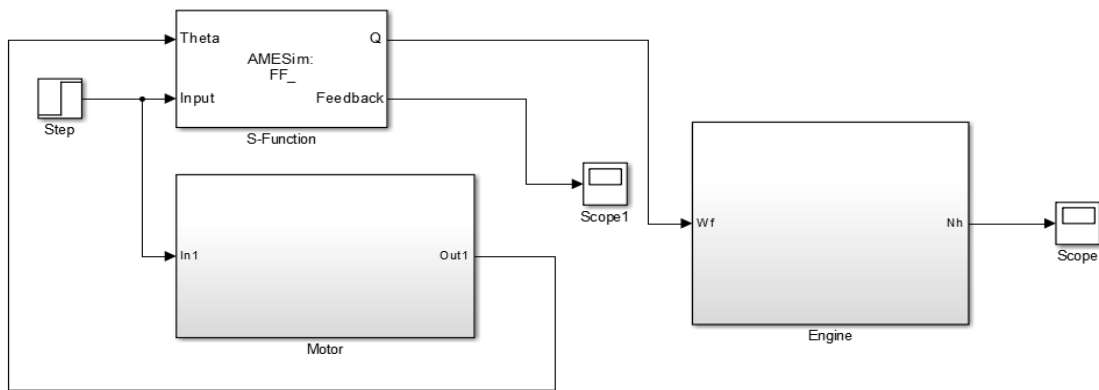 Theta
Q
AMESim:
FF_
Input
Feedback
Step
S-Function
Scope1
Wf
Nh
Scope
In1
Out1
Engine
Motor